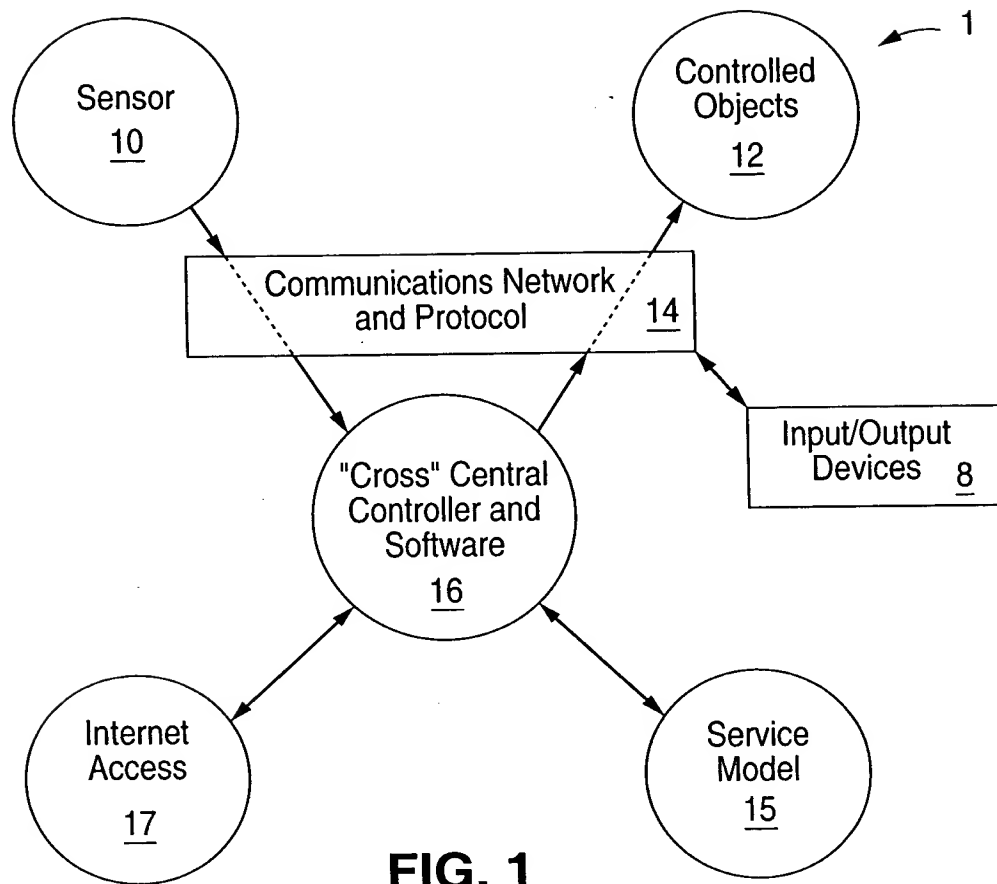 1
Sensor
10
Controlled
Objects
12
Communications Network
and Protocol
14
Input/Output
Devices
8
"Cross" Central
Controller and
Software
16
Internet
Access
17
Service
Model
15
FIG. 1